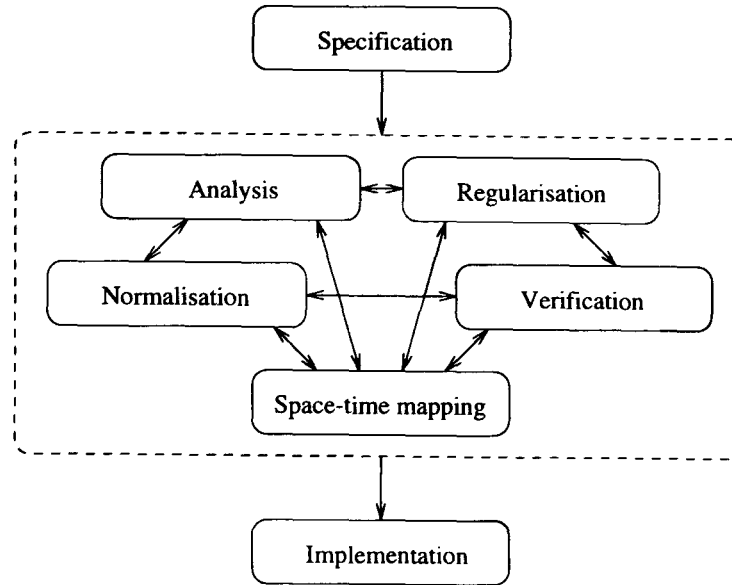 Specification
Analysis
Regularisation
Normalisation
Verification
Space-time mapping
Implementation